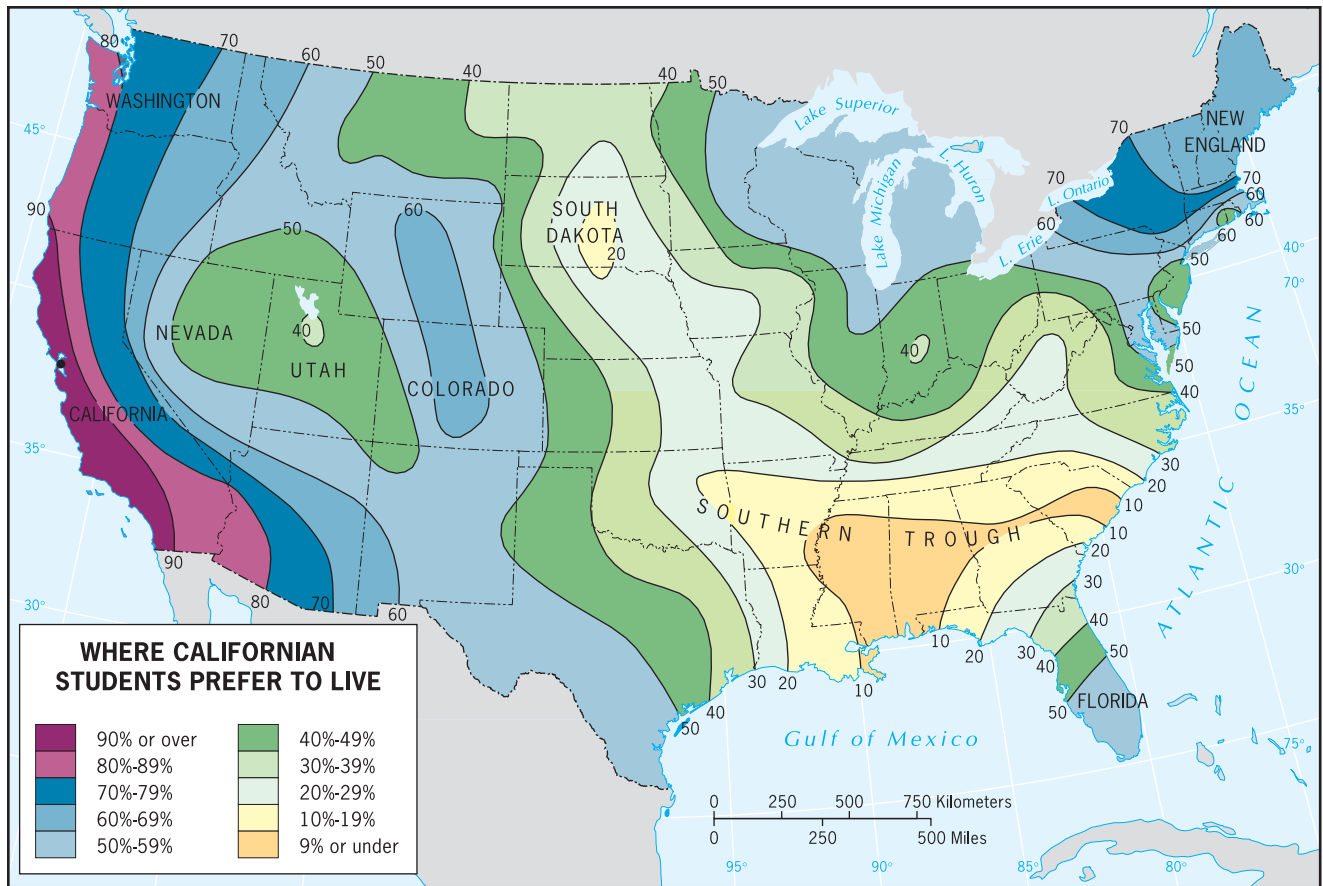 80
70
60
50
40
40
50
WASHINGTON
Lake Superior
NEW
ENGLAND
70
45°
L. Huron
Lake Michigan
70
L. Ontario
70
60
90
60
SOUTH
DAKOTA
20
60
L. Erie
60
60
50
50
40°
70°
NEVADA
40
UTAH
40
50
COLORADO
50
40
CALIFORNIA
35°
35°
30
20
SOUTHERN TROUGH
10
10
20
30
40
50
30°
30°
90
80
70
60
10
20
30
40
50
30
20
10
40
50
FLORIDA
ATLANTIC OCEAN
Gulf of Mexico
75°
WHERE CALIFORNIAN
STUDENTS PREFER TO LIVE
90% or over
80%-89%
70%-79%
60%-69%
50%-59%
40%-49%
30%-39%
20%-29%
10%-19%
9% or under
0 250 500 750 Kilometers
0 250 500 Miles
95°
90°
85°
80°